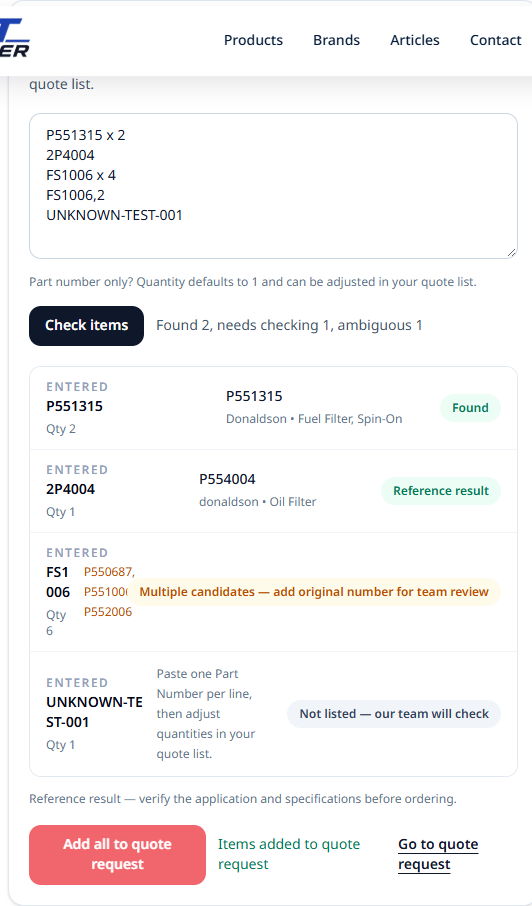 T
ER
Products Brands Articles Contact
quote list.
P551315 x 2
2P4004
FS1006 x 4
FS1006,2
UNKNOWN-TEST-001
Part number only? Quantity defaults to 1 and can be adjusted in your quote list.
Check items
Found 2, needs checking 1, ambiguous 1
ENTERED
P551315
Qty 2
P551315
Donaldson • Fuel Filter, Spin-On
Found
ENTERED
2P4004
Qty 1
P554004
donaldson • Oil Filter
Reference result
ENTERED
FS1
006
Qty
6
P550687,
P55100
P552006
Multiple candidates — add original number for team review
ENTERED
UNKNOWN-TE
ST-001
Qty 1
Paste one Part
Number per line,
then adjust
quantities in your
quote list.
Not listed — our team will check
Reference result — verify the application and specifications before ordering.
Add all to quote
request
Items added to quote
request
Go to quote
request